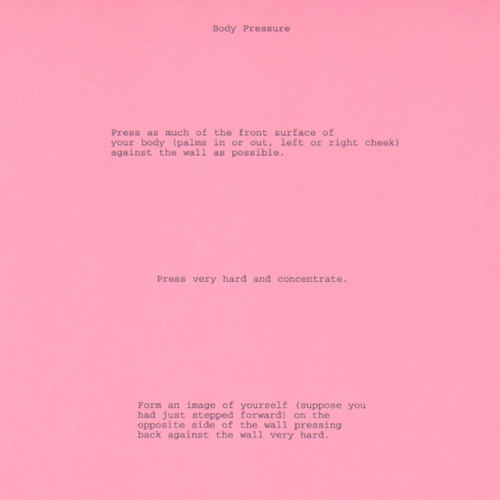 Body Pressure
Press as much of the front surface of
your body (palms in or out, left or right cheek)
against the wall as possible.
Press very hard and concentrate.
Form an image of yourself (suppose you
had just stepped forward) on the
opposite side of the wall pressing
back against the wall very hard.